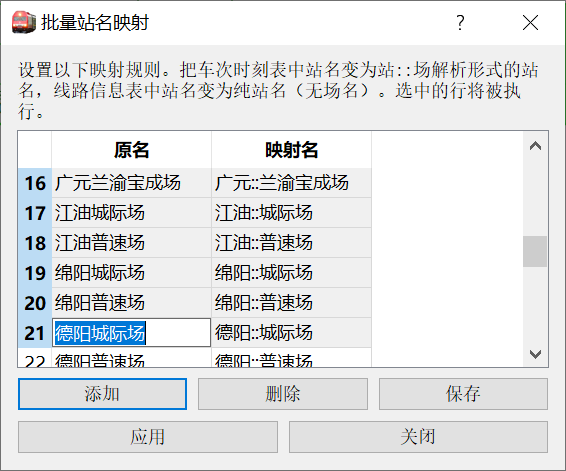 批量站名映射
设置以下映射规则。把车次时刻表中站名变为站::场解析形式的站
名，线路信息表中站名变为纯站名（无场名）。选中的行将被执
行。
原名 映射名
16 广元兰渝宝成场 广元::兰渝宝成场
17 江油城际场 江油::城际场
18 江油普速场 江油::普速场
19 绵阳城际场 绵阳::城际场
20 绵阳普速场 绵阳::普速场
21 德阳城际场 德阳::城际场
22 德阳普速场 德阳::普速场
添加 删除 保存
应用 关闭